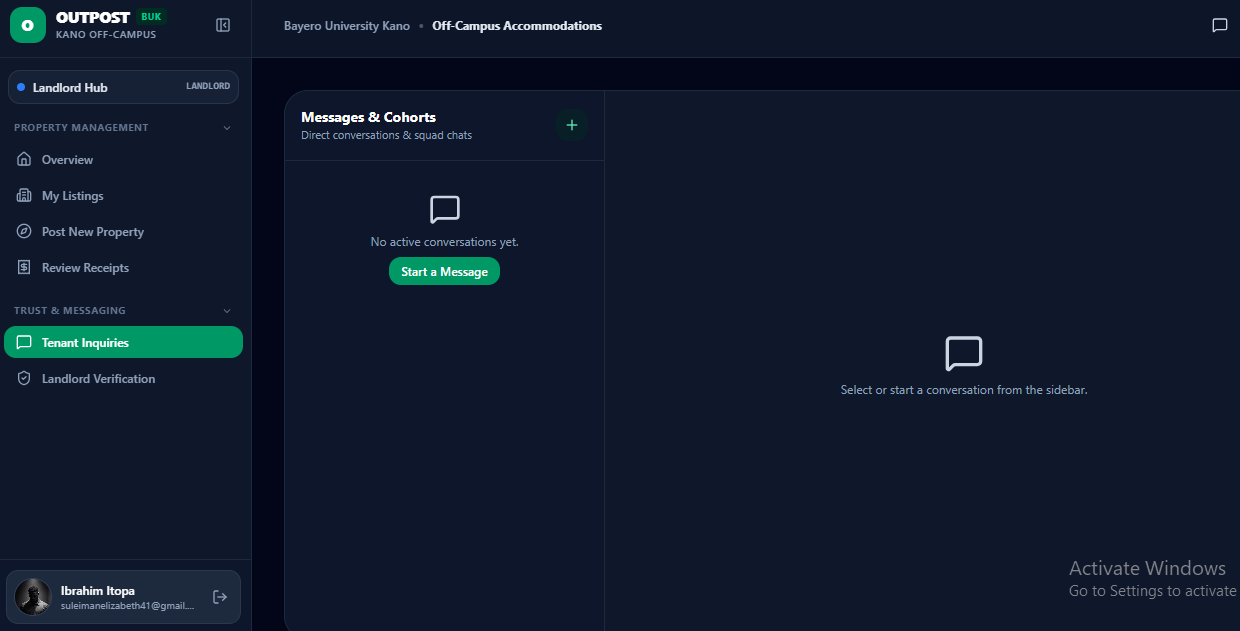 O
OUTPOST BUK
KANO OFF-CAMPUS
Bayero University Kano • Off-Campus Accommodations
Landlord Hub LANDLORD
PROPERTY MANAGEMENT
Overview
My Listings
Post New Property
Review Receipts
TRUST & MESSAGING
Tenant Inquiries
Landlord Verification
Ibrahim Itopa
suleimanelizabeth41@gmail....
Messages & Cohorts
Direct conversations & squad chats
+
No active conversations yet.
Start a Message
Select or start a conversation from the sidebar.
Activate Windows
Go to Settings to activate